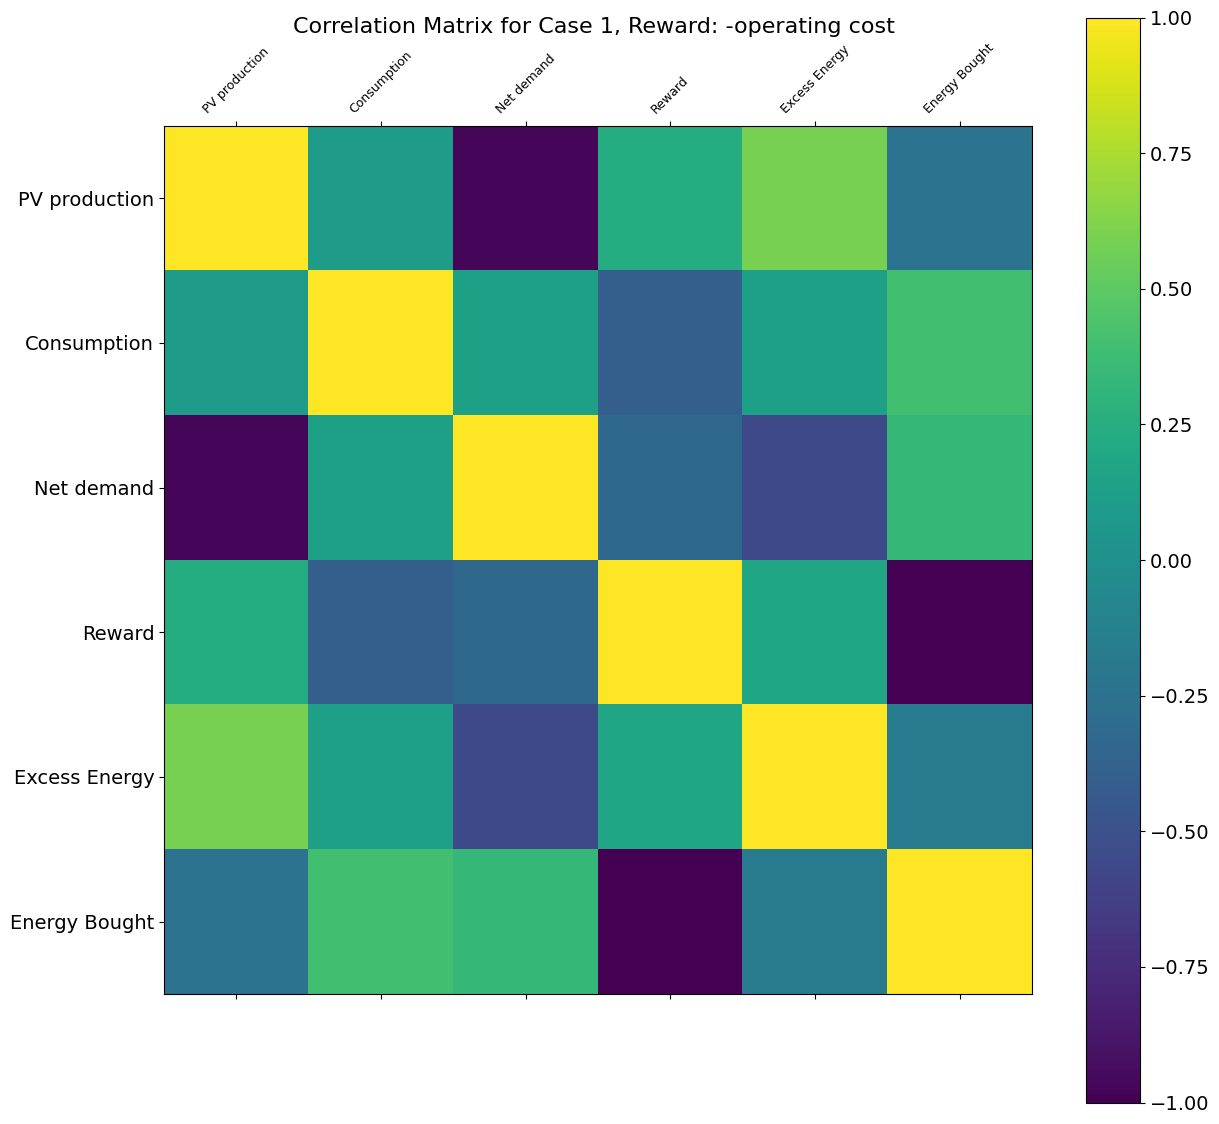 Correlation Matrix for Case 1, Reward: -operating cost
PV production
Consumption
Net demand
Reward
Excess Energy
Energy Bought
PV production
Consumption
Net demand
Reward
Excess Energy
Energy Bought
1.00
0.75
0.50
0.25
0.00
−0.25
−0.50
−0.75
−1.00